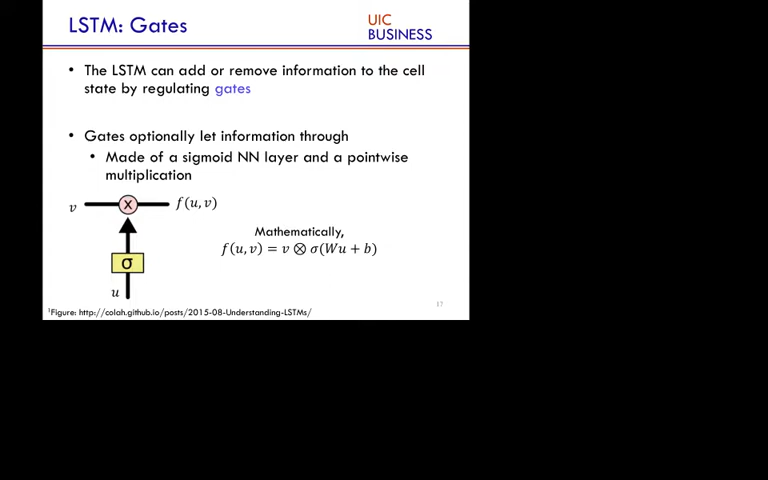 LSTM: Gates
UIC
BUSINESS
• The LSTM can add or remove information to the cell
state by regulating gates
• Gates optionally let information through
• Made of a sigmoid NN layer and a pointwise
multiplication
v
x
f(u, v)
Mathematically,
f(u, v) = v ⊗ σ(Wu + b)
σ
u
17
¹Figure: http://colah.github.io/posts/2015-08-Understanding-LSTMs/